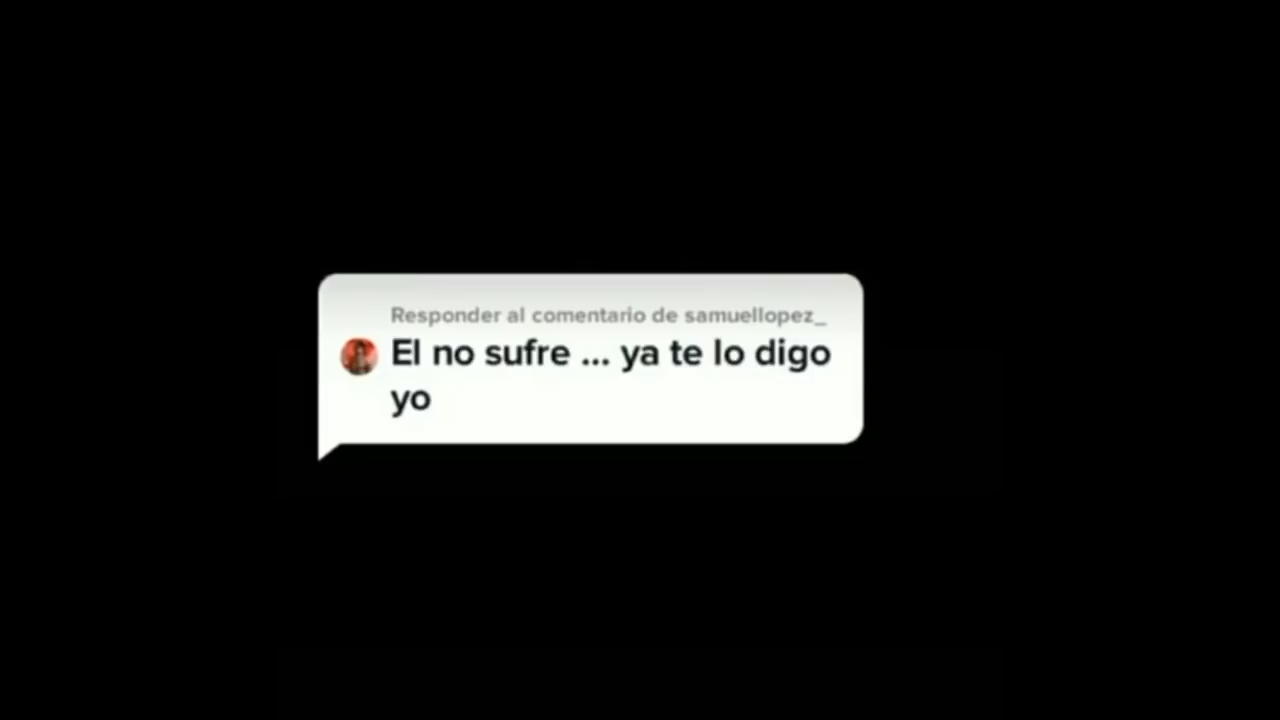 Responder al comentario de samuellopez_
El no sufre ... ya te lo digo
yo